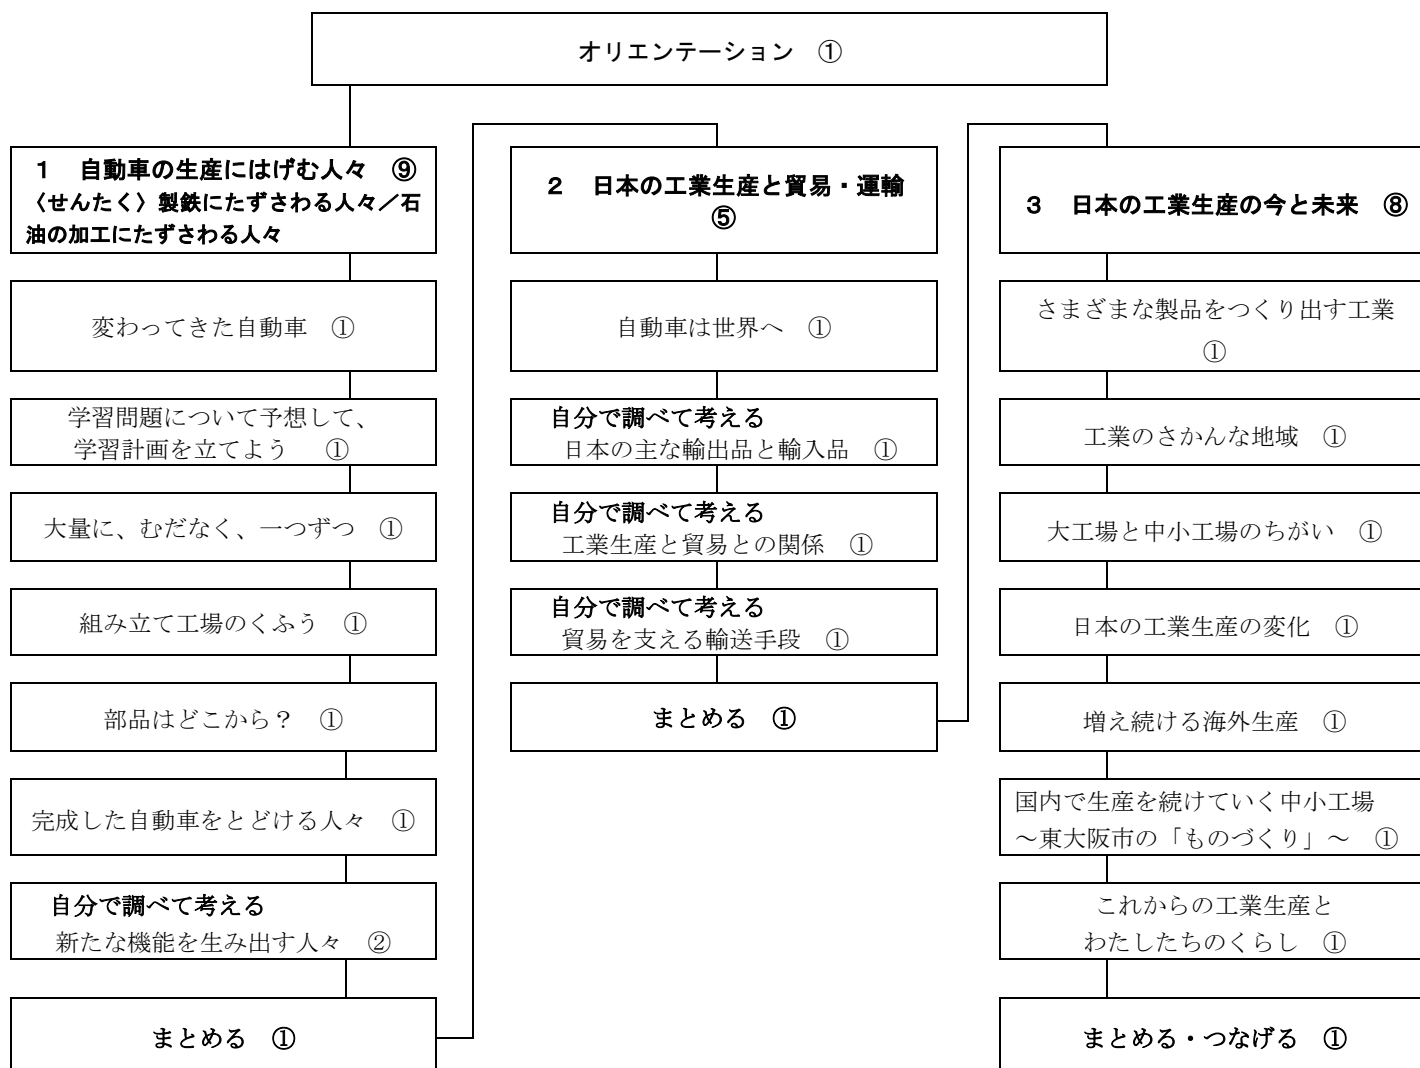 オリエンテーション　①
１　自動車の生産にはげむ人々　⑨
〈せんたく〉製鉄にたずさわる人々／石
油の加工にたずさわる人々
変わってきた自動車　①
学習問題について予想して、
学習計画を立てよう　①
大量に、むだなく、一つずつ　①
組み立て工場のくふう　①
部品はどこから？　①
完成した自動車をとどける人々　①
自分で調べて考える
新たな機能を生み出す人々　②
まとめる　①
２　日本の工業生産と貿易・運輸
⑤
自動車は世界へ　①
自分で調べて考える
日本の主な輸出品と輸入品　①
自分で調べて考える
工業生産と貿易との関係　①
自分で調べて考える
貿易を支える輸送手段　①
まとめる　①
３　日本の工業生産の今と未来　⑧
さまざまな製品をつくり出す工業
①
工業のさかんな地域　①
大工場と中小工場のちがい　①
日本の工業生産の変化　①
増え続ける海外生産　①
国内で生産を続けていく中小工場
～東大阪市の「ものづくり」～　①
これからの工業生産と
わたしたちのくらし　①
まとめる・つなげる　①